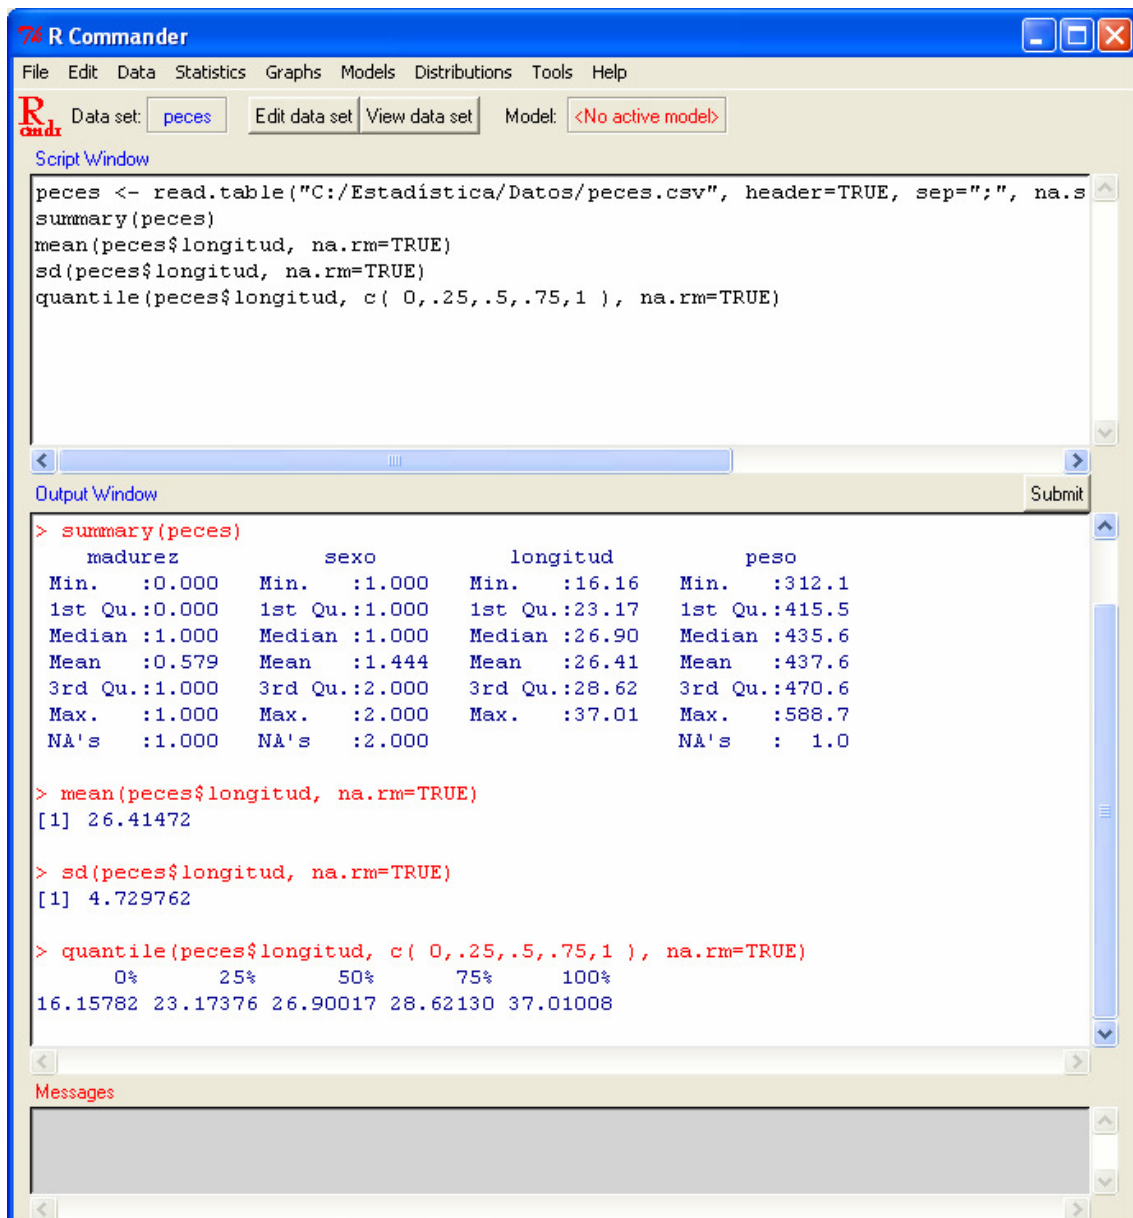 R Commander
File Edit Data Statistics Graphs Models Distributions Tools Help
R cmdr Data set: peces Edit data set View data set Model: <No active model>
Script Window
peces <- read.table("C:/Estadística/Datos/peces.csv", header=TRUE, sep=";", na.s
summary(peces)
mean(peces$longitud, na.rm=TRUE)
sd(peces$longitud, na.rm=TRUE)
quantile(peces$longitud, c( 0,.25,.5,.75,1 ), na.rm=TRUE)
Output Window Submit
> summary(peces)
madurez sexo longitud peso
Min. :0.000 Min. :1.000 Min. :16.16 Min. :312.1
1st Qu.:0.000 1st Qu.:1.000 1st Qu.:23.17 1st Qu.:415.5
Median :1.000 Median :1.000 Median :26.90 Median :435.6
Mean :0.579 Mean :1.444 Mean :26.41 Mean :437.6
3rd Qu.:1.000 3rd Qu.:2.000 3rd Qu.:28.62 3rd Qu.:470.6
Max. :1.000 Max. :2.000 Max. :37.01 Max. :588.7
NA's :1.000 NA's :2.000 NA's : 1.0
> mean(peces$longitud, na.rm=TRUE)
[1] 26.41472
> sd(peces$longitud, na.rm=TRUE)
[1] 4.729762
> quantile(peces$longitud, c( 0,.25,.5,.75,1 ), na.rm=TRUE)
0% 25% 50% 75% 100%
16.15782 23.17376 26.90017 28.62130 37.01008
Messages